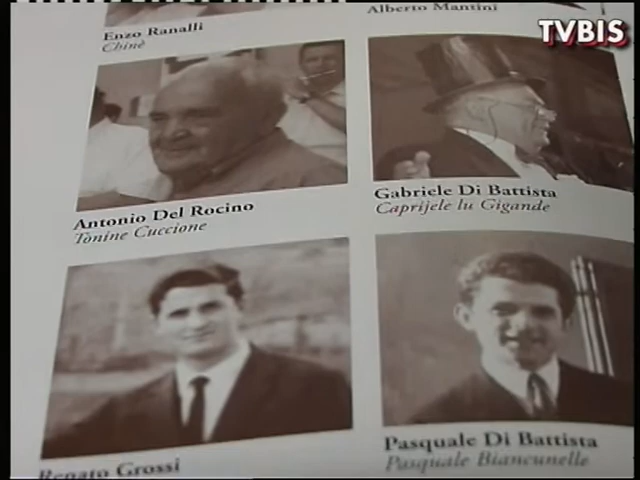 TVBIS
Enzo Ranalli
Chinè
Alberto Mantini
Antonio Del Rocino
Tonine Cuccione
Gabriele Di Battista
Caprijele lu Gigande
Renato Grossi
Pasquale Di Battista
Pasquale Biancunelle